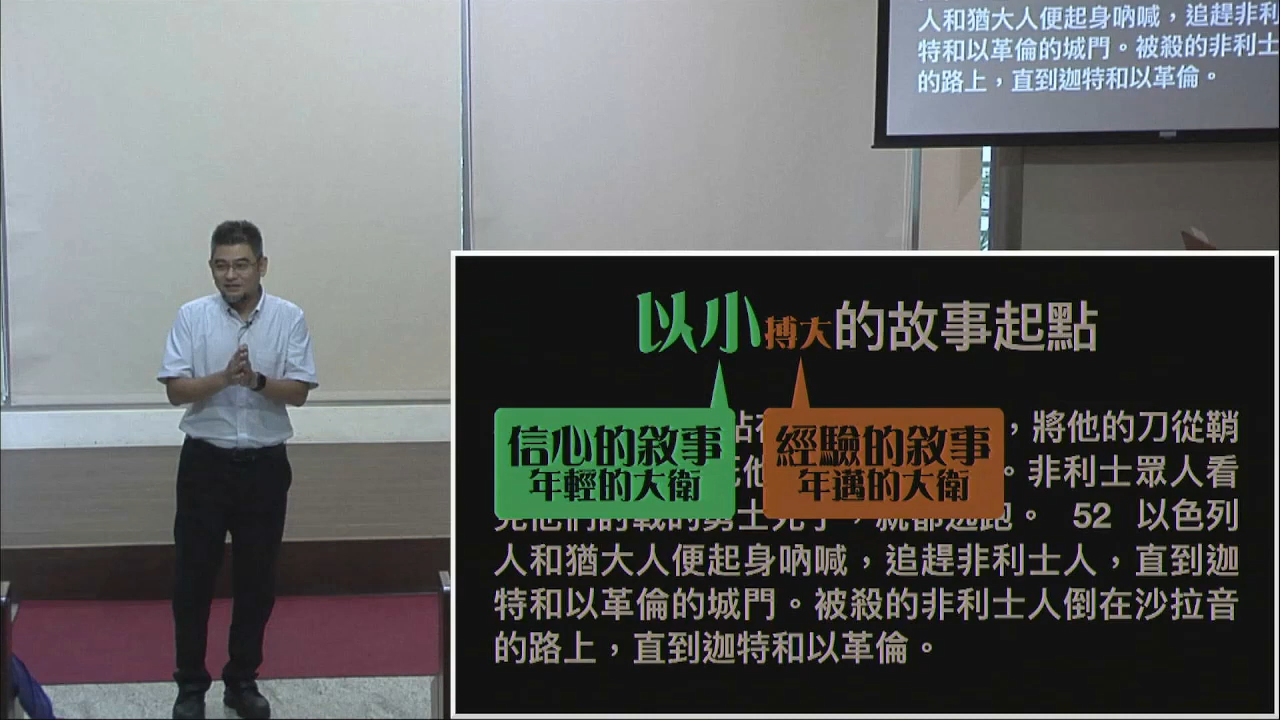 人和猶大人便起身吶喊，追趕非利
特和以革倫的城門。被殺的非利士
的路上，直到迦特和以革倫。
以小搏大的故事起點
信心的敘事
年輕的大衛
經驗的敘事
年邁的大衛
，將他的刀從鞘
。非利士眾人看
死了，就都逃跑。 52 以色列
人和猶大人便起身吶喊，追趕非利士人，直到迦
特和以革倫的城門。被殺的非利士人倒在沙拉音
的路上，直到迦特和以革倫。